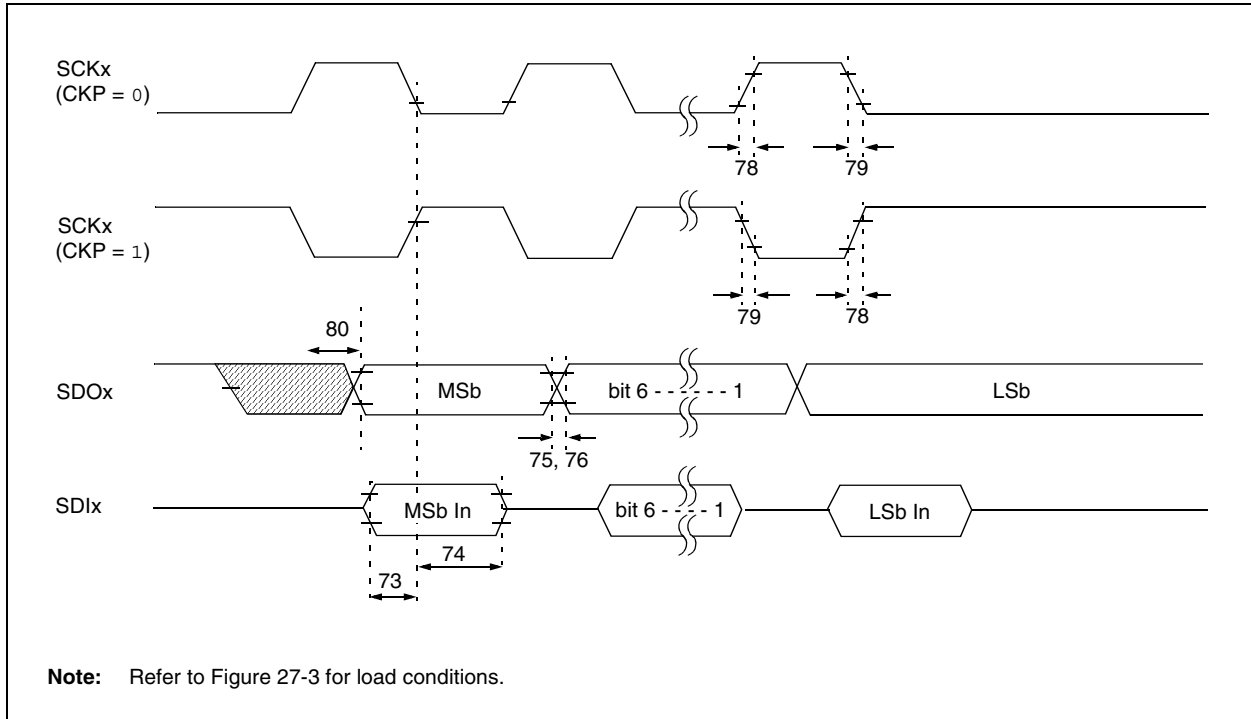 SCKx
(CKP = 0)
78
79
SCKx
(CKP = 1)
79
78
80
SDOx
MSb
bit 6 - - - - - - 1
LSb
75, 76
SDIx
MSb In
bit 6 - - - - - 1
LSb In
74
73
Note: Refer to Figure 27-3 for load conditions.